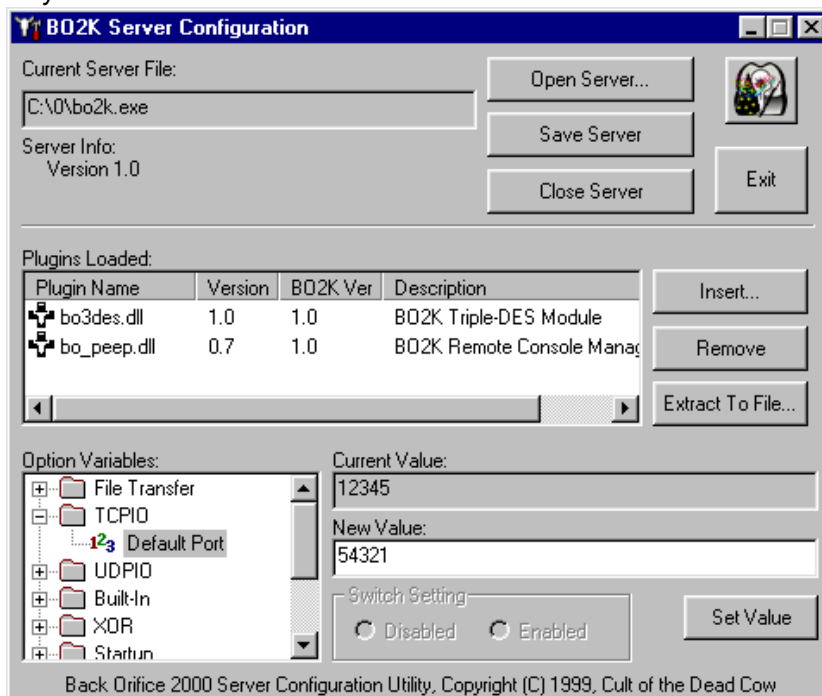 BO2K Server Configuration
Current Server File:
C:\0\bo2k.exe
Server Info:
Version 1.0
Open Server...
Save Server
Close Server
Exit
Plugins Loaded:
Plugin Name Version BO2K Ver Description
bo3des.dll 1.0 1.0 BO2K Triple-DES Module
bo_peep.dll 0.7 1.0 BO2K Remote Console Manag
Insert...
Remove
Extract To File...
Option Variables:
File Transfer
TCPIO
123 Default Port
UDPIO
Built-In
XOR
Startup
Current Value:
12345
New Value:
54321
Switch Setting
Disabled Enabled
Set Value
Back Orifice 2000 Server Configuration Utility, Copyright (C) 1999, Cult of the Dead Cow